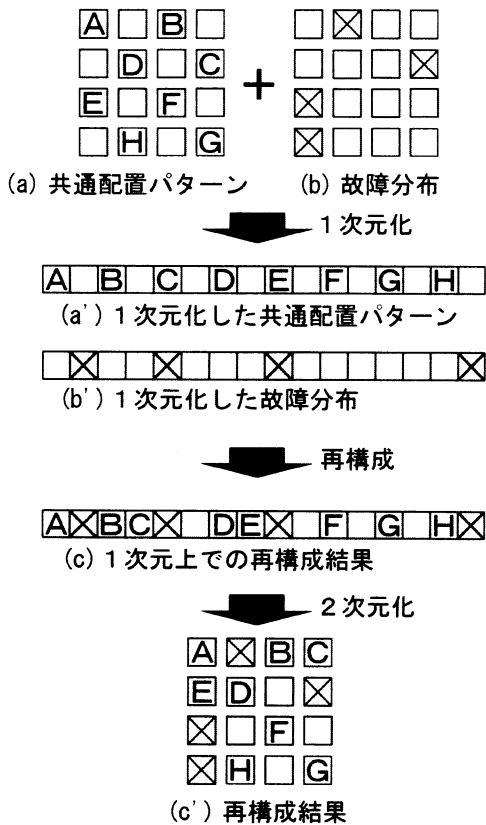 A B
D C
E F
H G
+
(a) 共通配置パターン (b) 故障分布
1次元化
A B C D E F G H
(a') 1次元化した共通配置パターン
(b') 1次元化した故障分布
再構成
A B C D E F G H
(c) 1次元上での再構成結果
2次元化
A B C
E D
F
H G
(c') 再構成結果